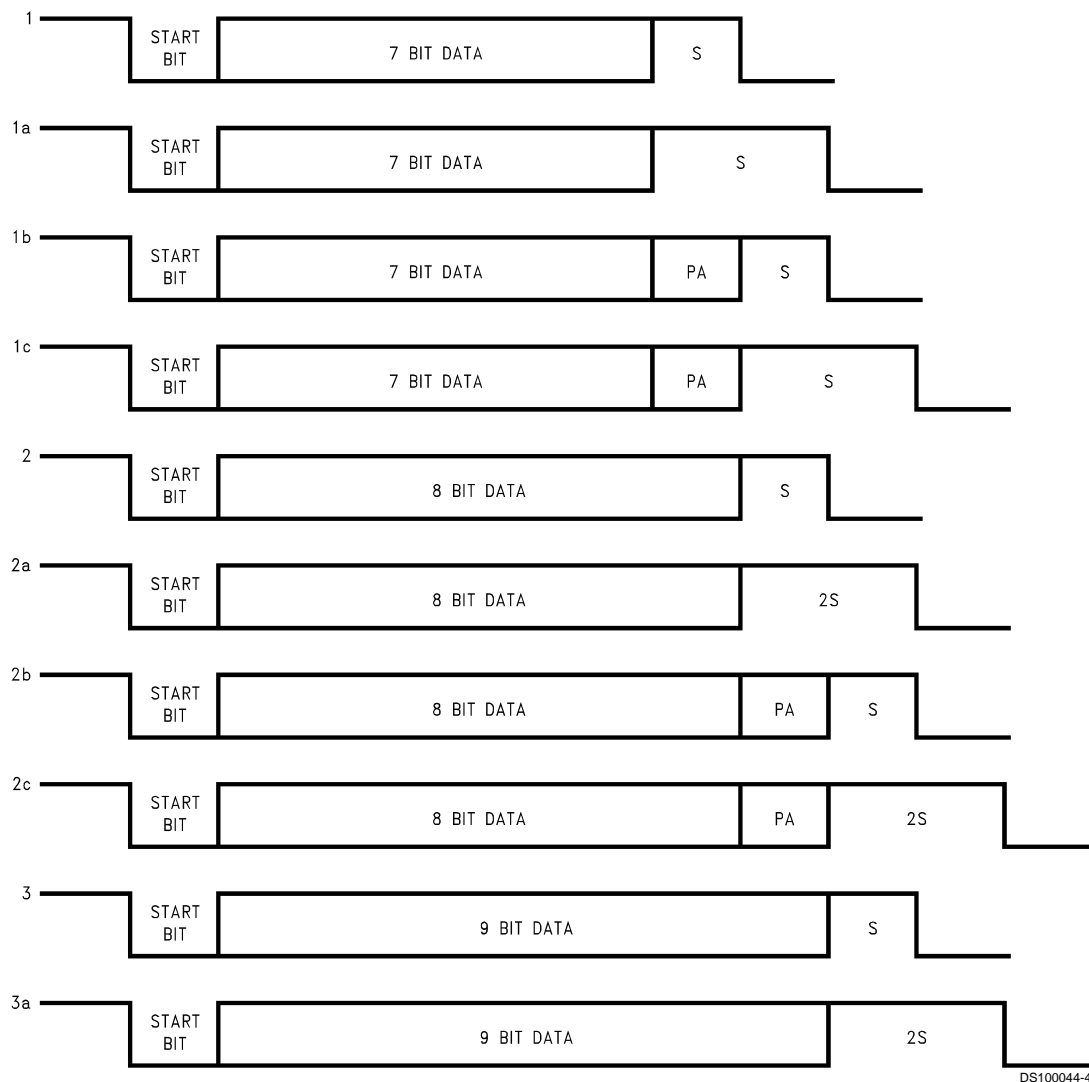 1
START
BIT
7 BIT DATA
S
1a
START
BIT
7 BIT DATA
S
1b
START
BIT
7 BIT DATA
PA
S
1c
START
BIT
7 BIT DATA
PA
S
2
START
BIT
8 BIT DATA
S
2a
START
BIT
8 BIT DATA
2S
2b
START
BIT
8 BIT DATA
PA
S
2c
START
BIT
8 BIT DATA
PA
2S
3
START
BIT
9 BIT DATA
S
3a
START
BIT
9 BIT DATA
2S
DS100044-4